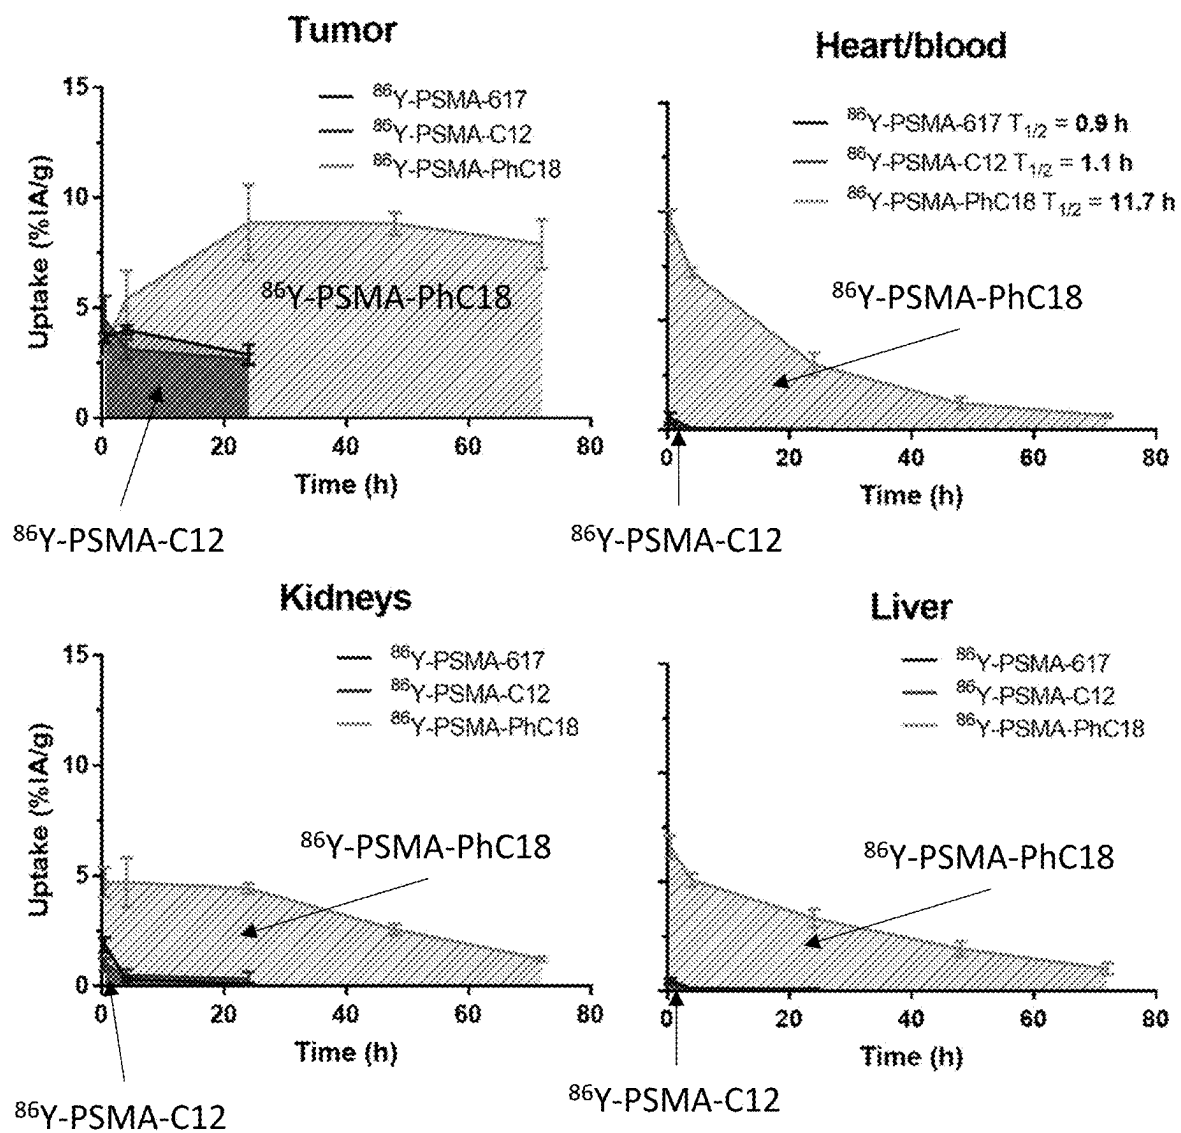 Tumor
15
10
5
0
Uptake (%IA/g)
⁸⁶Y-PSMA-617
⁸⁶Y-PSMA-C12
⁸⁶Y-PSMA-PhC18
⁸⁶Y-PSMA-PhC18
0 20 40 60 80
Time (h)
⁸⁶Y-PSMA-C12
Heart/blood
⁸⁶Y-PSMA-617 T1/2 = 0.9 h
⁸⁶Y-PSMA-C12 T1/2 = 1.1 h
⁸⁶Y-PSMA-PhC18 T1/2 = 11.7 h
⁸⁶Y-PSMA-PhC18
0 20 40 60 80
Time (h)
⁸⁶Y-PSMA-C12
Kidneys
15
10
5
0
Uptake (%IA/g)
⁸⁶Y-PSMA-617
⁸⁶Y-PSMA-C12
⁸⁶Y-PSMA-PhC18
⁸⁶Y-PSMA-PhC18
0 20 40 60 80
Time (h)
⁸⁶Y-PSMA-C12
Liver
⁸⁶Y-PSMA-617
⁸⁶Y-PSMA-C12
⁸⁶Y-PSMA-PhC18
⁸⁶Y-PSMA-PhC18
0 20 40 60 80
Time (h)
⁸⁶Y-PSMA-C12